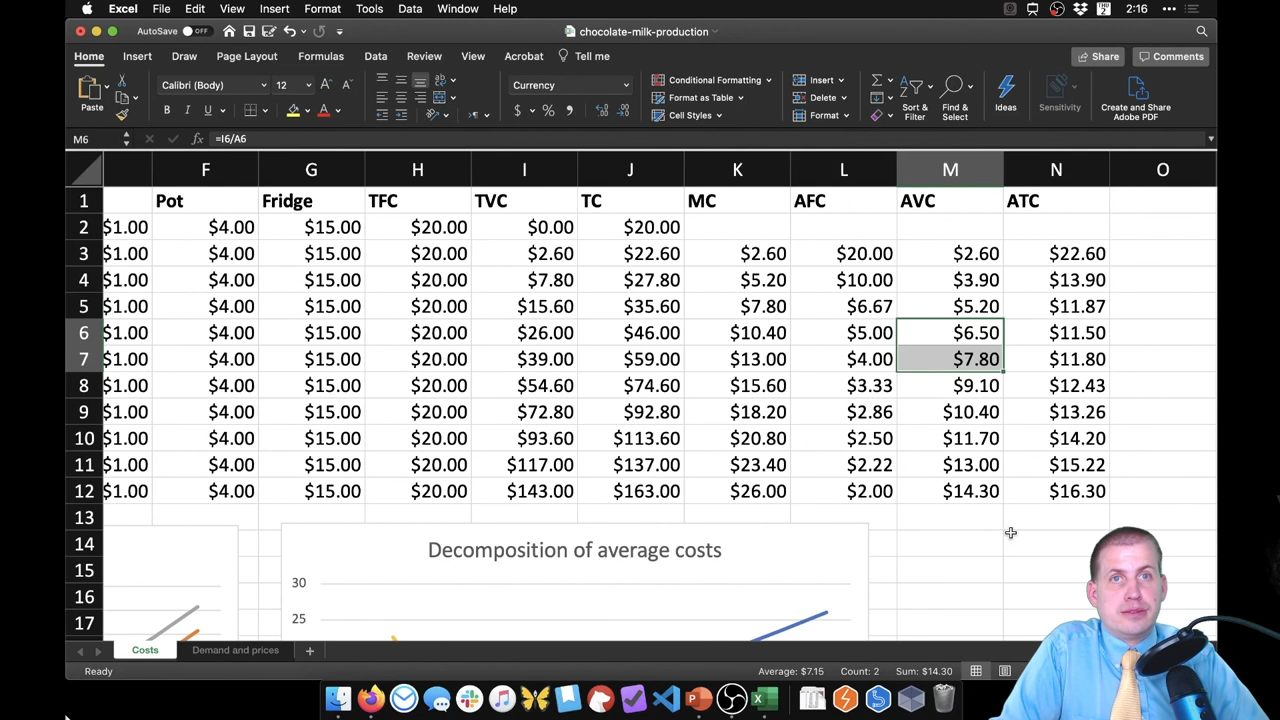 Excel File Edit View Insert Format Tools Data Window Help THU 2 2:16
AutoSave OFF chocolate-milk-production
Home Insert Draw Page Layout Formulas Data Review View Acrobat Tell me Share Comments
Calibri (Body) 12 Currency Conditional Formatting Insert
Paste Format as Table Delete Sort & Filter Find & Select Ideas Sensitivity Create and Share Adobe PDF
B I U A $ % Cell Styles Format
M6 fx =I6/A6
F G H I J K L M N O
1 Pot Fridge TFC TVC TC MC AFC AVC ATC
2 $1.00 $4.00 $15.00 $20.00 $0.00 $20.00
3 $1.00 $4.00 $15.00 $20.00 $2.60 $22.60 $2.60 $20.00 $2.60 $22.60
4 $1.00 $4.00 $15.00 $20.00 $7.80 $27.80 $5.20 $10.00 $3.90 $13.90
5 $1.00 $4.00 $15.00 $20.00 $15.60 $35.60 $7.80 $6.67 $5.20 $11.87
6 $1.00 $4.00 $15.00 $20.00 $26.00 $46.00 $10.40 $5.00 $6.50 $11.50
7 $1.00 $4.00 $15.00 $20.00 $39.00 $59.00 $13.00 $4.00 $7.80 $11.80
8 $1.00 $4.00 $15.00 $20.00 $54.60 $74.60 $15.60 $3.33 $9.10 $12.43
9 $1.00 $4.00 $15.00 $20.00 $72.80 $92.80 $18.20 $2.86 $10.40 $13.26
10 $1.00 $4.00 $15.00 $20.00 $93.60 $113.60 $20.80 $2.50 $11.70 $14.20
11 $1.00 $4.00 $15.00 $20.00 $117.00 $137.00 $23.40 $2.22 $13.00 $15.22
12 $1.00 $4.00 $15.00 $20.00 $143.00 $163.00 $26.00 $2.00 $14.30 $16.30
13
14 Decomposition of average costs
15 30
16
17 25
Costs Demand and prices
Ready Average: $7.15 Count: 2 Sum: $14.30